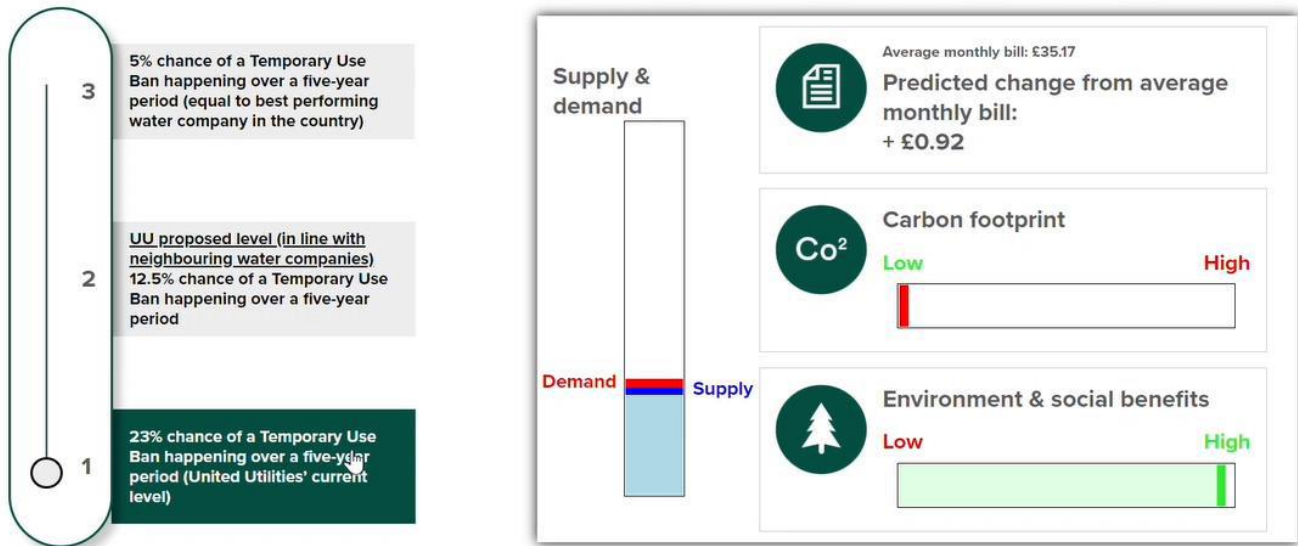 3
5% chance of a Temporary Use
Ban happening over a five-year
period (equal to best performing
water company in the country)
2
UU proposed level (in line with
neighbouring water companies)
12.5% chance of a Temporary Use
Ban happening over a five-year
period
1
23% chance of a Temporary Use
Ban happening over a five-year
period (United Utilities' current
level)
Supply &
demand
Demand
Supply
Average monthly bill: £35.17
Predicted change from average
monthly bill:
+ £0.92
Co²
Carbon footprint
Low
High
Environment & social benefits
Low
High